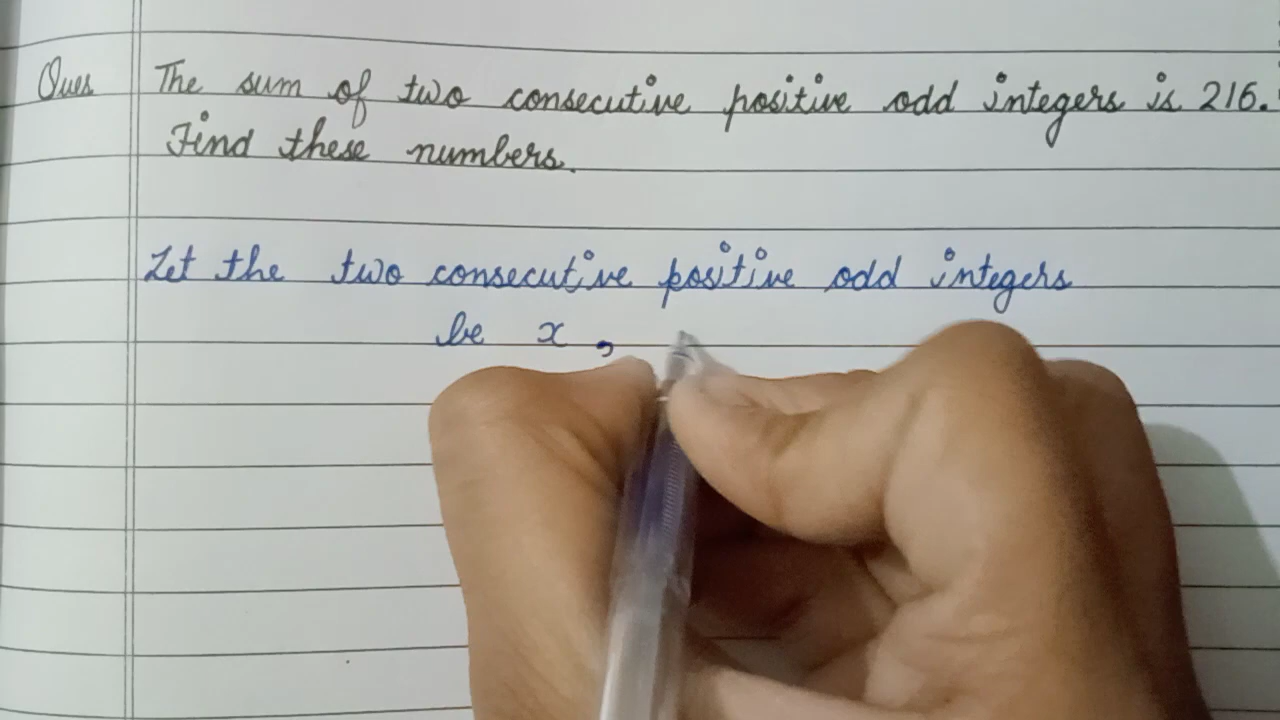 Ques The sum of two consecutive positive odd integers is 216.
Find these numbers.
Let the two consecutive positive odd integers
be x ,